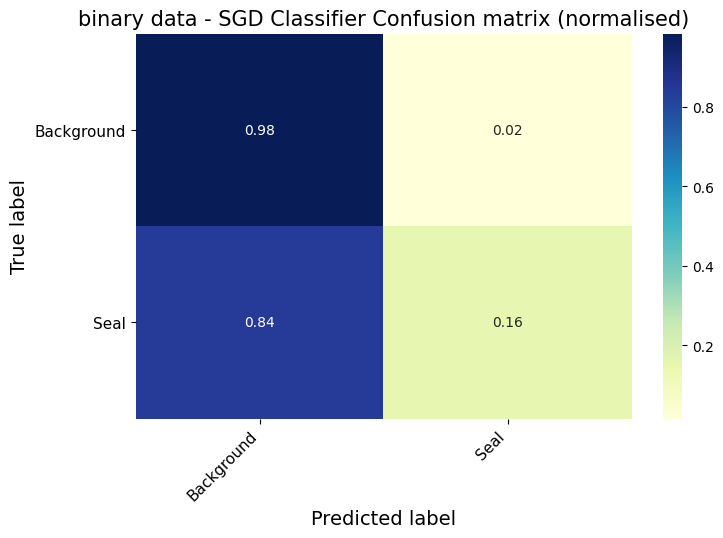 binary data - SGD Classifier Confusion matrix (normalised)
True label
Background
0.98
0.02
Seal
0.84
0.16
0.8
0.6
0.4
0.2
Background
Seal
Predicted label